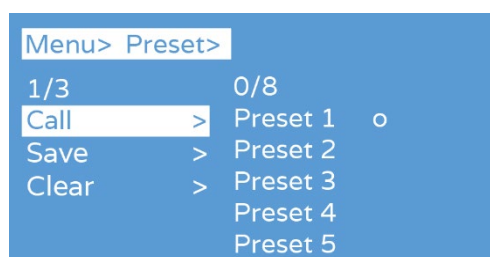 Menu> Preset>
1/3 0/8
Call > Preset 1 o
Save > Preset 2
Clear > Preset 3
Preset 4
Preset 5